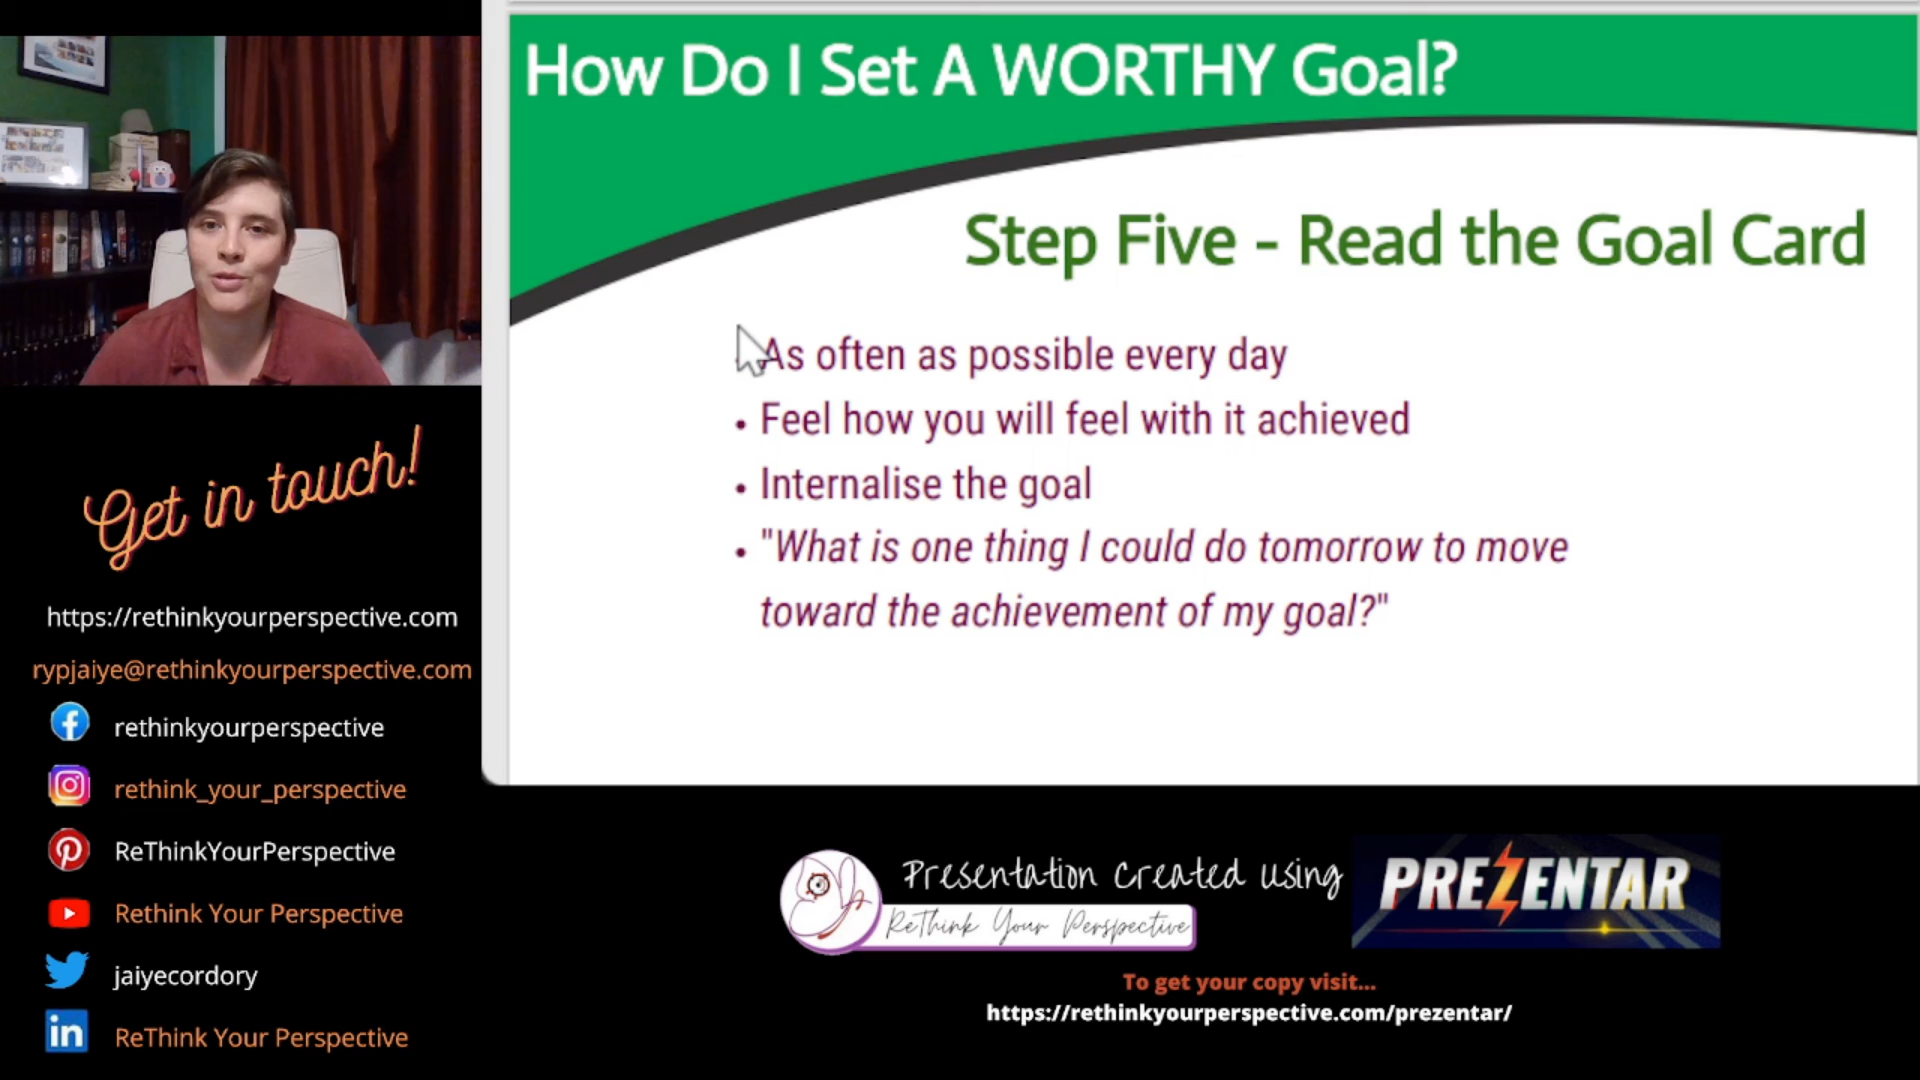 How Do I Set A WORTHY Goal?
Step Five - Read the Goal Card
As often as possible every day
• Feel how you will feel with it achieved
• Internalise the goal
• "What is one thing I could do tomorrow to move
toward the achievement of my goal?"
Get in touch!
https://rethinkyourperspective.com
rypjaiye@rethinkyourperspective.com
rethinkyourperspective
rethink_your_perspective
ReThinkYourPerspective
Rethink Your Perspective
jaiyecordory
ReThink Your Perspective
Presentation Created using
ReThink Your Perspective
PREZENTAR
To get your copy visit...
https://rethinkyourperspective.com/prezentar/